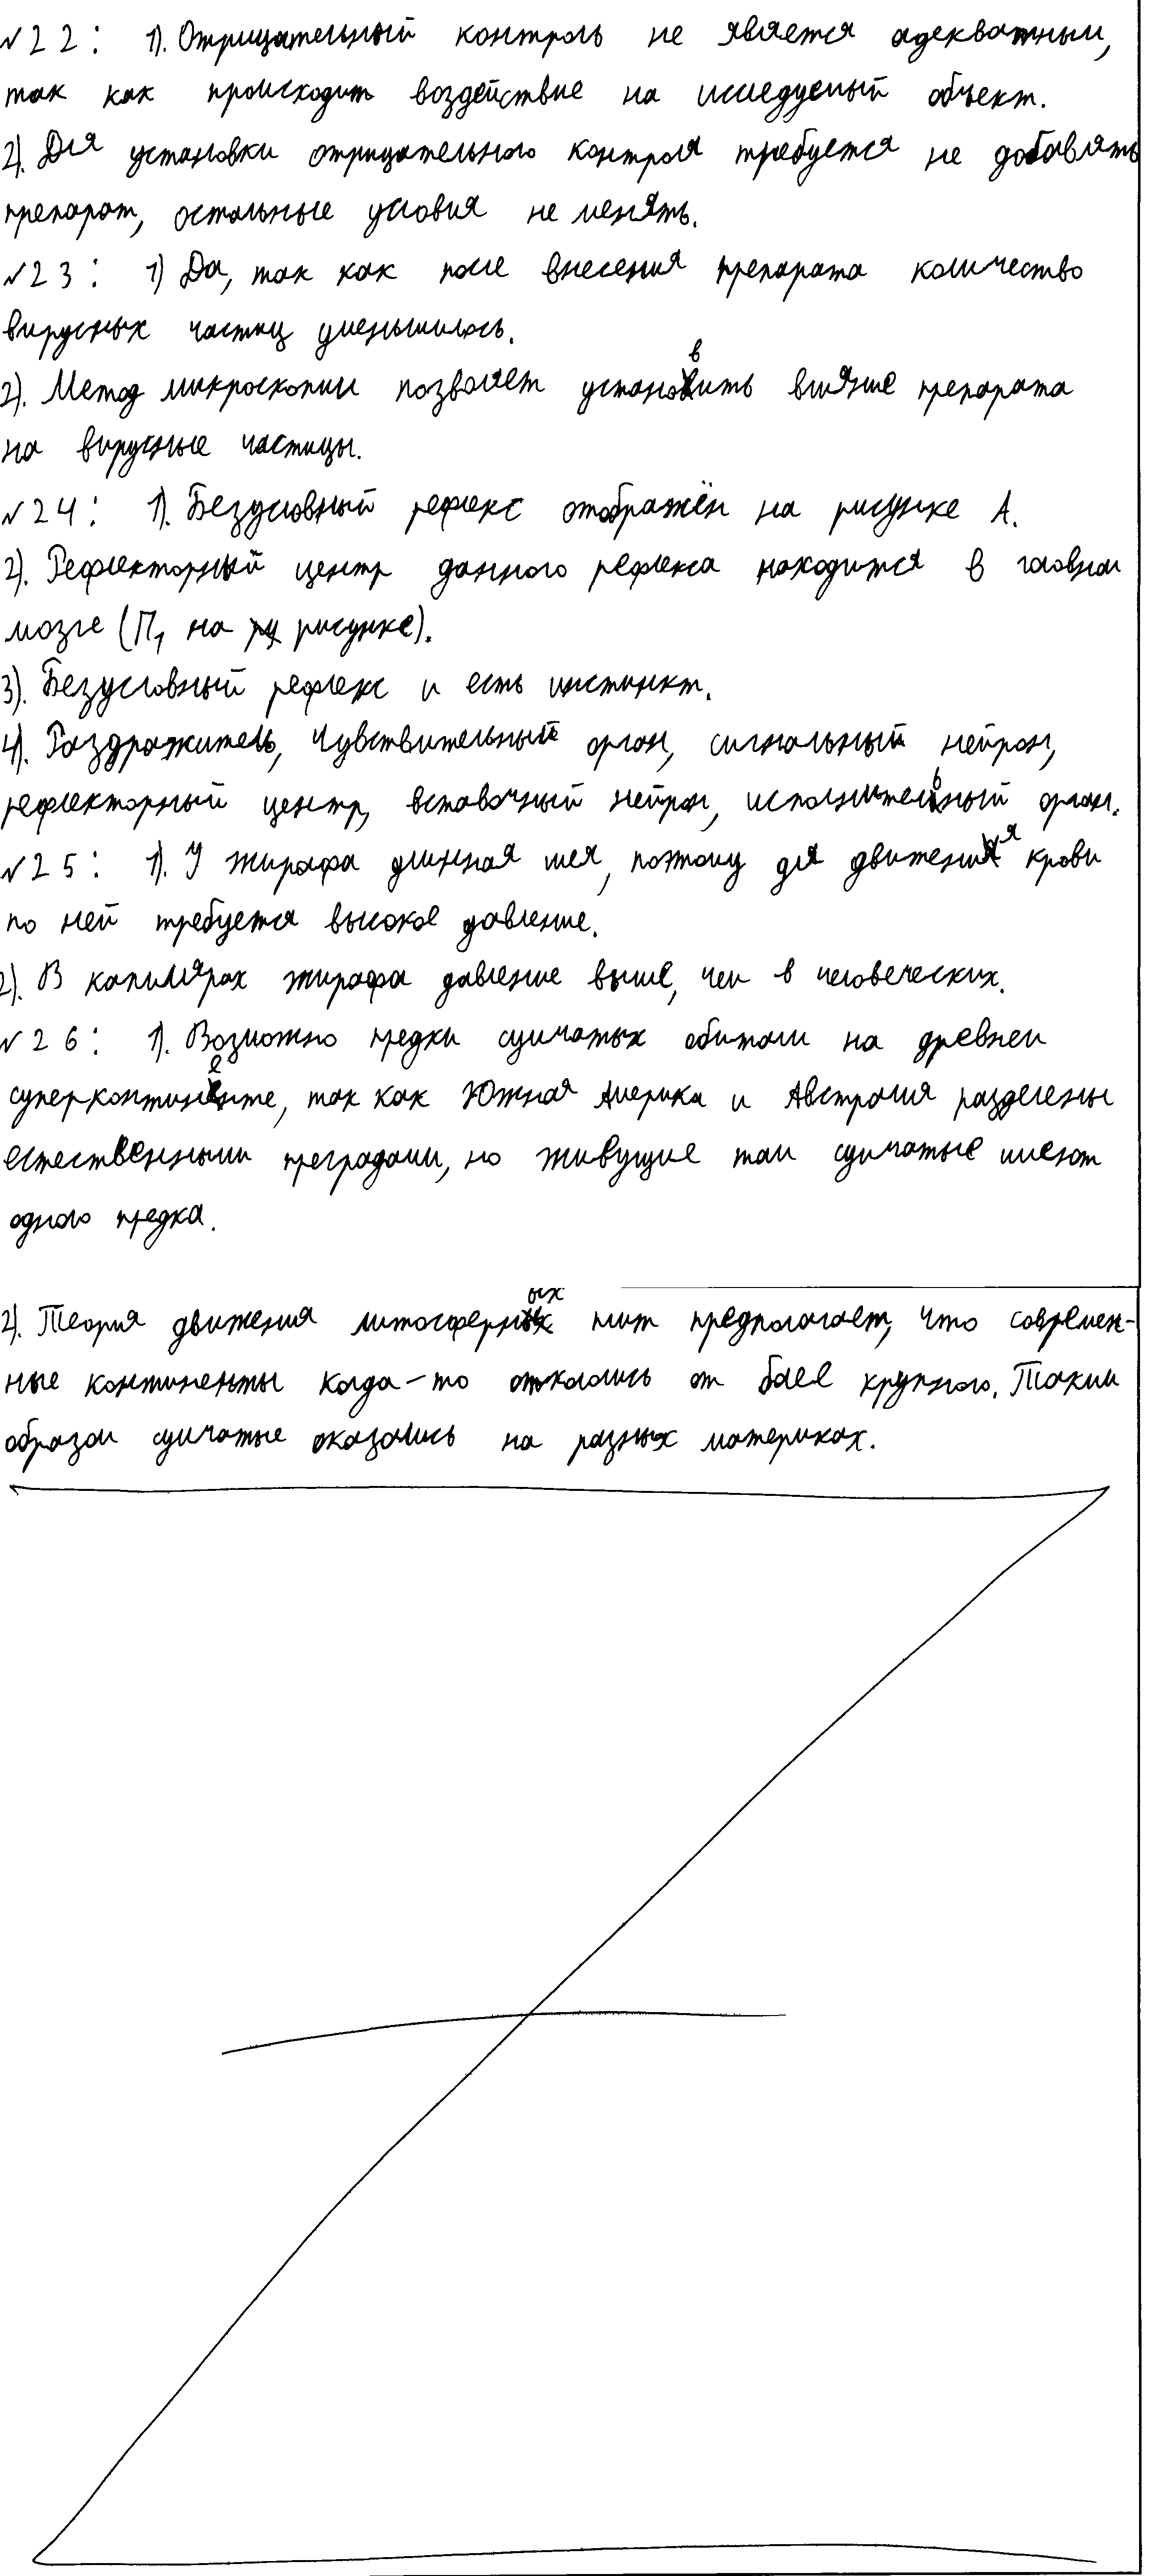 №22: 1). Отрицательный контроль не является адекватным,
так как происходит воздействие на исследуемый объект.
2). Для установки отрицательного контроля требуется не добавлять
препарат, остальные условия не менять.
№23: 1) Да, так как после внесения препарата количество
вирусных частиц уменьшилось.
2). Метод микроскопии позволяет установить влияние препарата
на вирусные частицы.
№24: 1). Безусловный рефлекс отображён на рисунке А.
2). Рефлекторный центр данного рефлекса находится в головном
мозге (П₁ на рисунке).
3). Безусловный рефлекс и есть инстинкт.
4). Раздражитель, чувствительный орган, сигнальный нейрон,
рефлекторный центр, вставочный нейрон, исполнительный орган.
№25: 1). У жирафа длинная шея, поэтому для движения крови
по ней требуется высокое давление.
2). В капиллярах жирафа давление выше, чем в человеческих.
№26: 1). Возможно предки сумчатых обитали на древнем
суперконтиненте, так как Южная Америка и Австралия разделены
естественными преградами, но живущие там сумчатые имеют
одного предка.
2). Теория движения литосферных плит предполагает, что современ-
ные континенты когда-то откололись от более крупного. Таким
образом сумчатые оказались на разных материках.